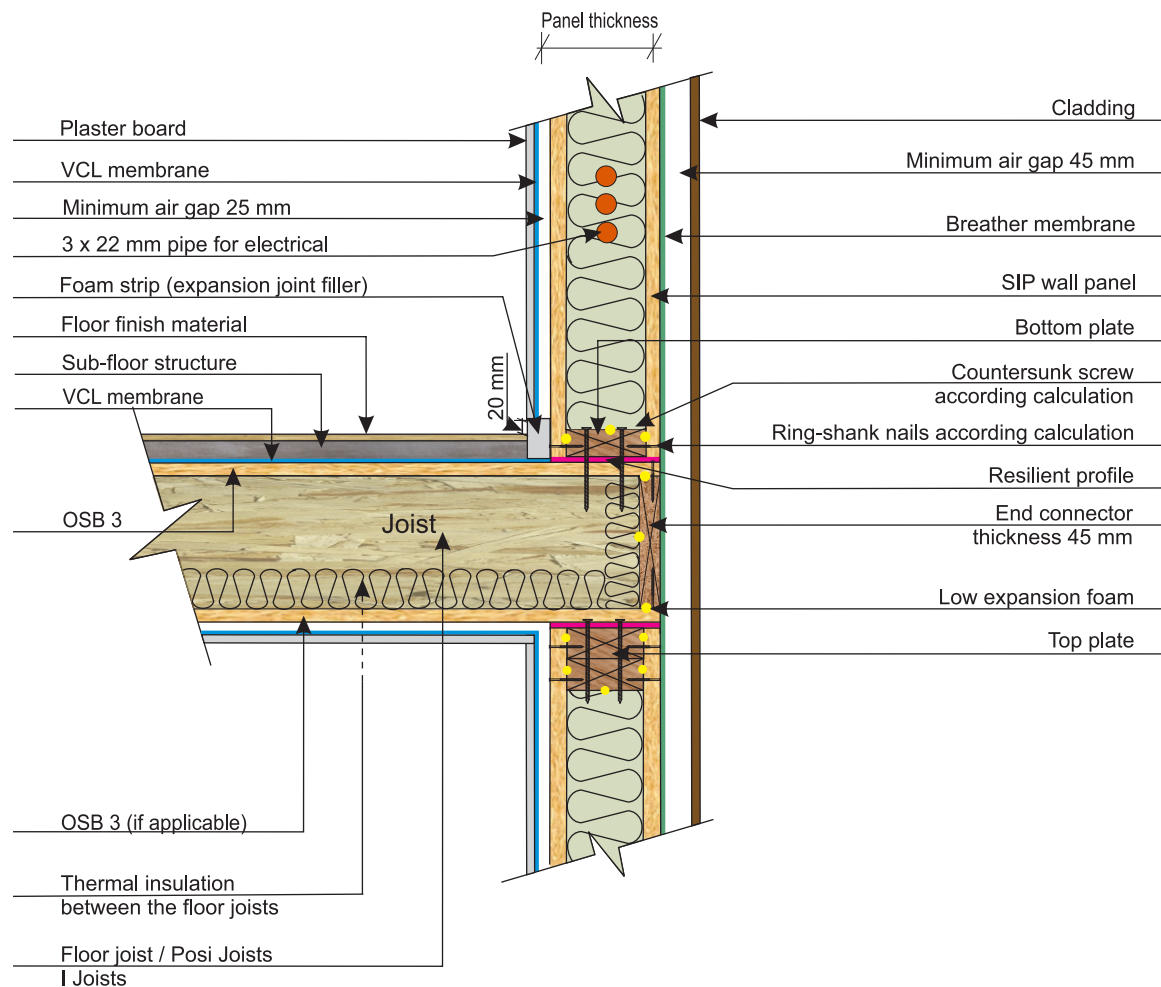 Panel thickness
Plaster board
VCL membrane
Minimum air gap 25 mm
3 x 22 mm pipe for electrical
Foam strip (expansion joint filler)
Floor finish material
Sub-floor structure
VCL membrane
OSB 3
OSB 3 (if applicable)
Thermal insulation
between the floor joists
Floor joist / Posi Joists
I Joists
20 mm
Joist
Cladding
Minimum air gap 45 mm
Breather membrane
SIP wall panel
Bottom plate
Countersunk screw
according calculation
Ring-shank nails according calculation
Resilient profile
End connector
thickness 45 mm
Low expansion foam
Top plate